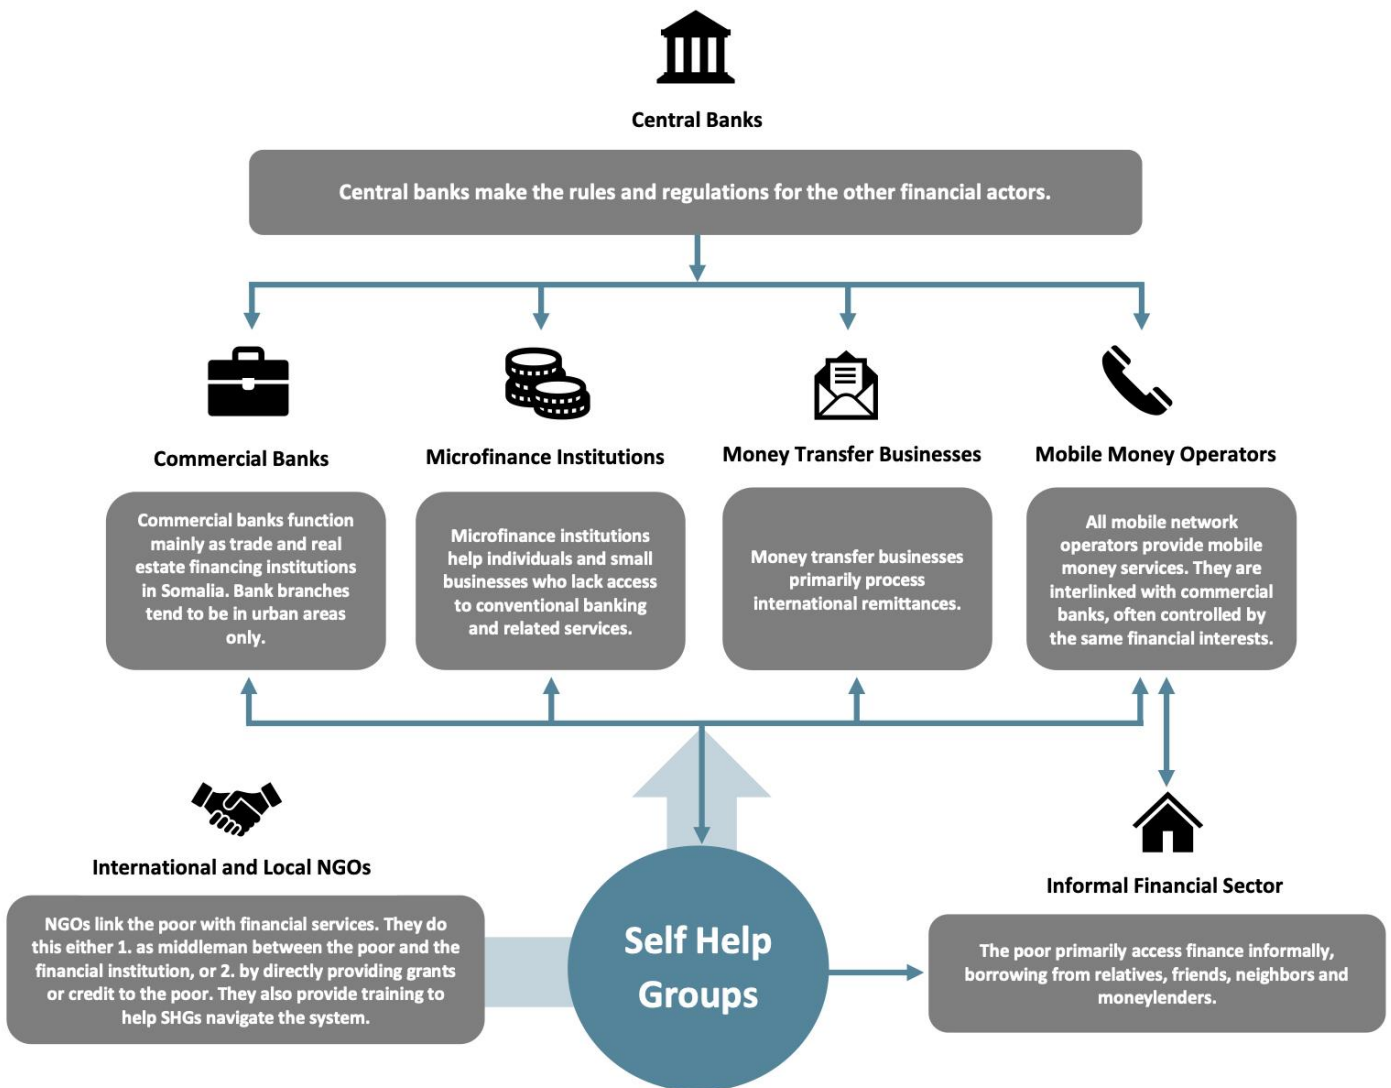 Central Banks
Central banks make the rules and regulations for the other financial actors.
Commercial Banks
Commercial banks function
mainly as trade and real
estate financing institutions
in Somalia. Bank branches
tend to be in urban areas
only.
Microfinance Institutions
Microfinance institutions
help individuals and small
businesses who lack access
to conventional banking
and related services.
Money Transfer Businesses
Money transfer businesses
primarily process
international remittances.
Mobile Money Operators
All mobile network
operators provide mobile
money services. They are
interlinked with commercial
banks, often controlled by
the same financial interests.
International and Local NGOs
NGOs link the poor with financial services. They do
this either 1. as middleman between the poor and the
financial institution, or 2. by directly providing grants
or credit to the poor. They also provide training to
help SHGs navigate the system.
Self Help
Groups
Informal Financial Sector
The poor primarily access finance informally,
borrowing from relatives, friends, neighbors and
moneylenders.